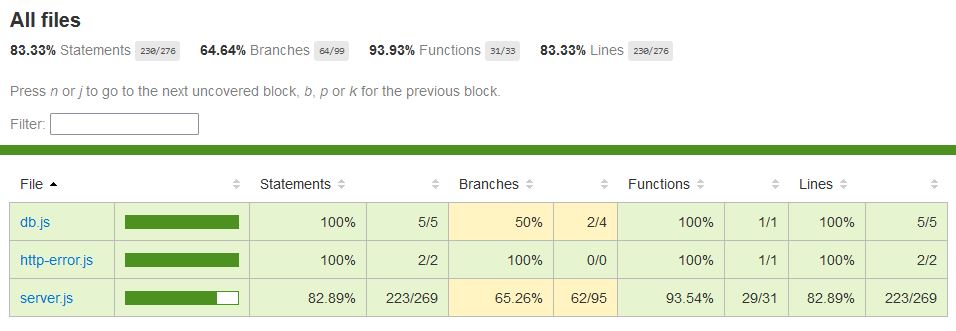 All files
83.33% Statements 230/276 64.64% Branches 64/99 93.93% Functions 31/33 83.33% Lines 230/276
Press n or j to go to the next uncovered block, b, p or k for the previous block.
Filter:
File Statements Branches Functions Lines
db.js 100% 5/5 50% 2/4 100% 1/1 100% 5/5
http-error.js 100% 2/2 100% 0/0 100% 1/1 100% 2/2
server.js 82.89% 223/269 65.26% 62/95 93.54% 29/31 82.89% 223/269